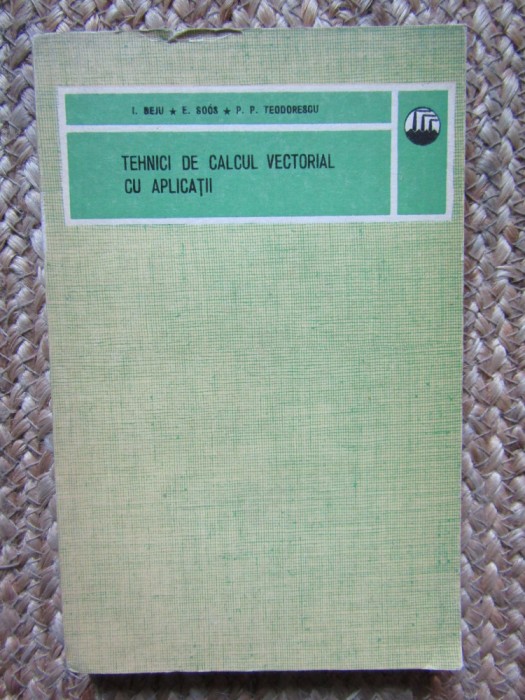 I. BEJU ★ E. SOÓS ★ P. P. TEODORESCU
TEHNICI DE CALCUL VECTORIAL
CU APLICAȚII